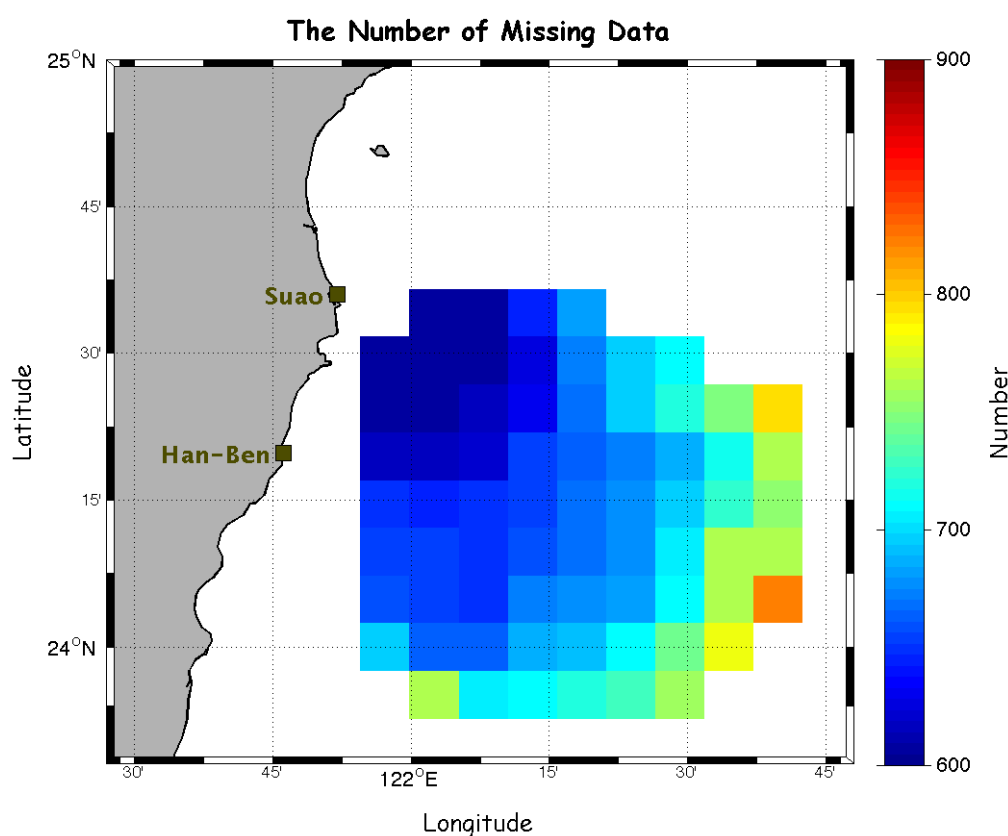 The Number of Missing Data
25°N
45'
30'
15'
24°N
Latitude
Suao
Han-Ben
30'
45'
122°E
15'
30'
45'
Longitude
900
800
700
600
Number